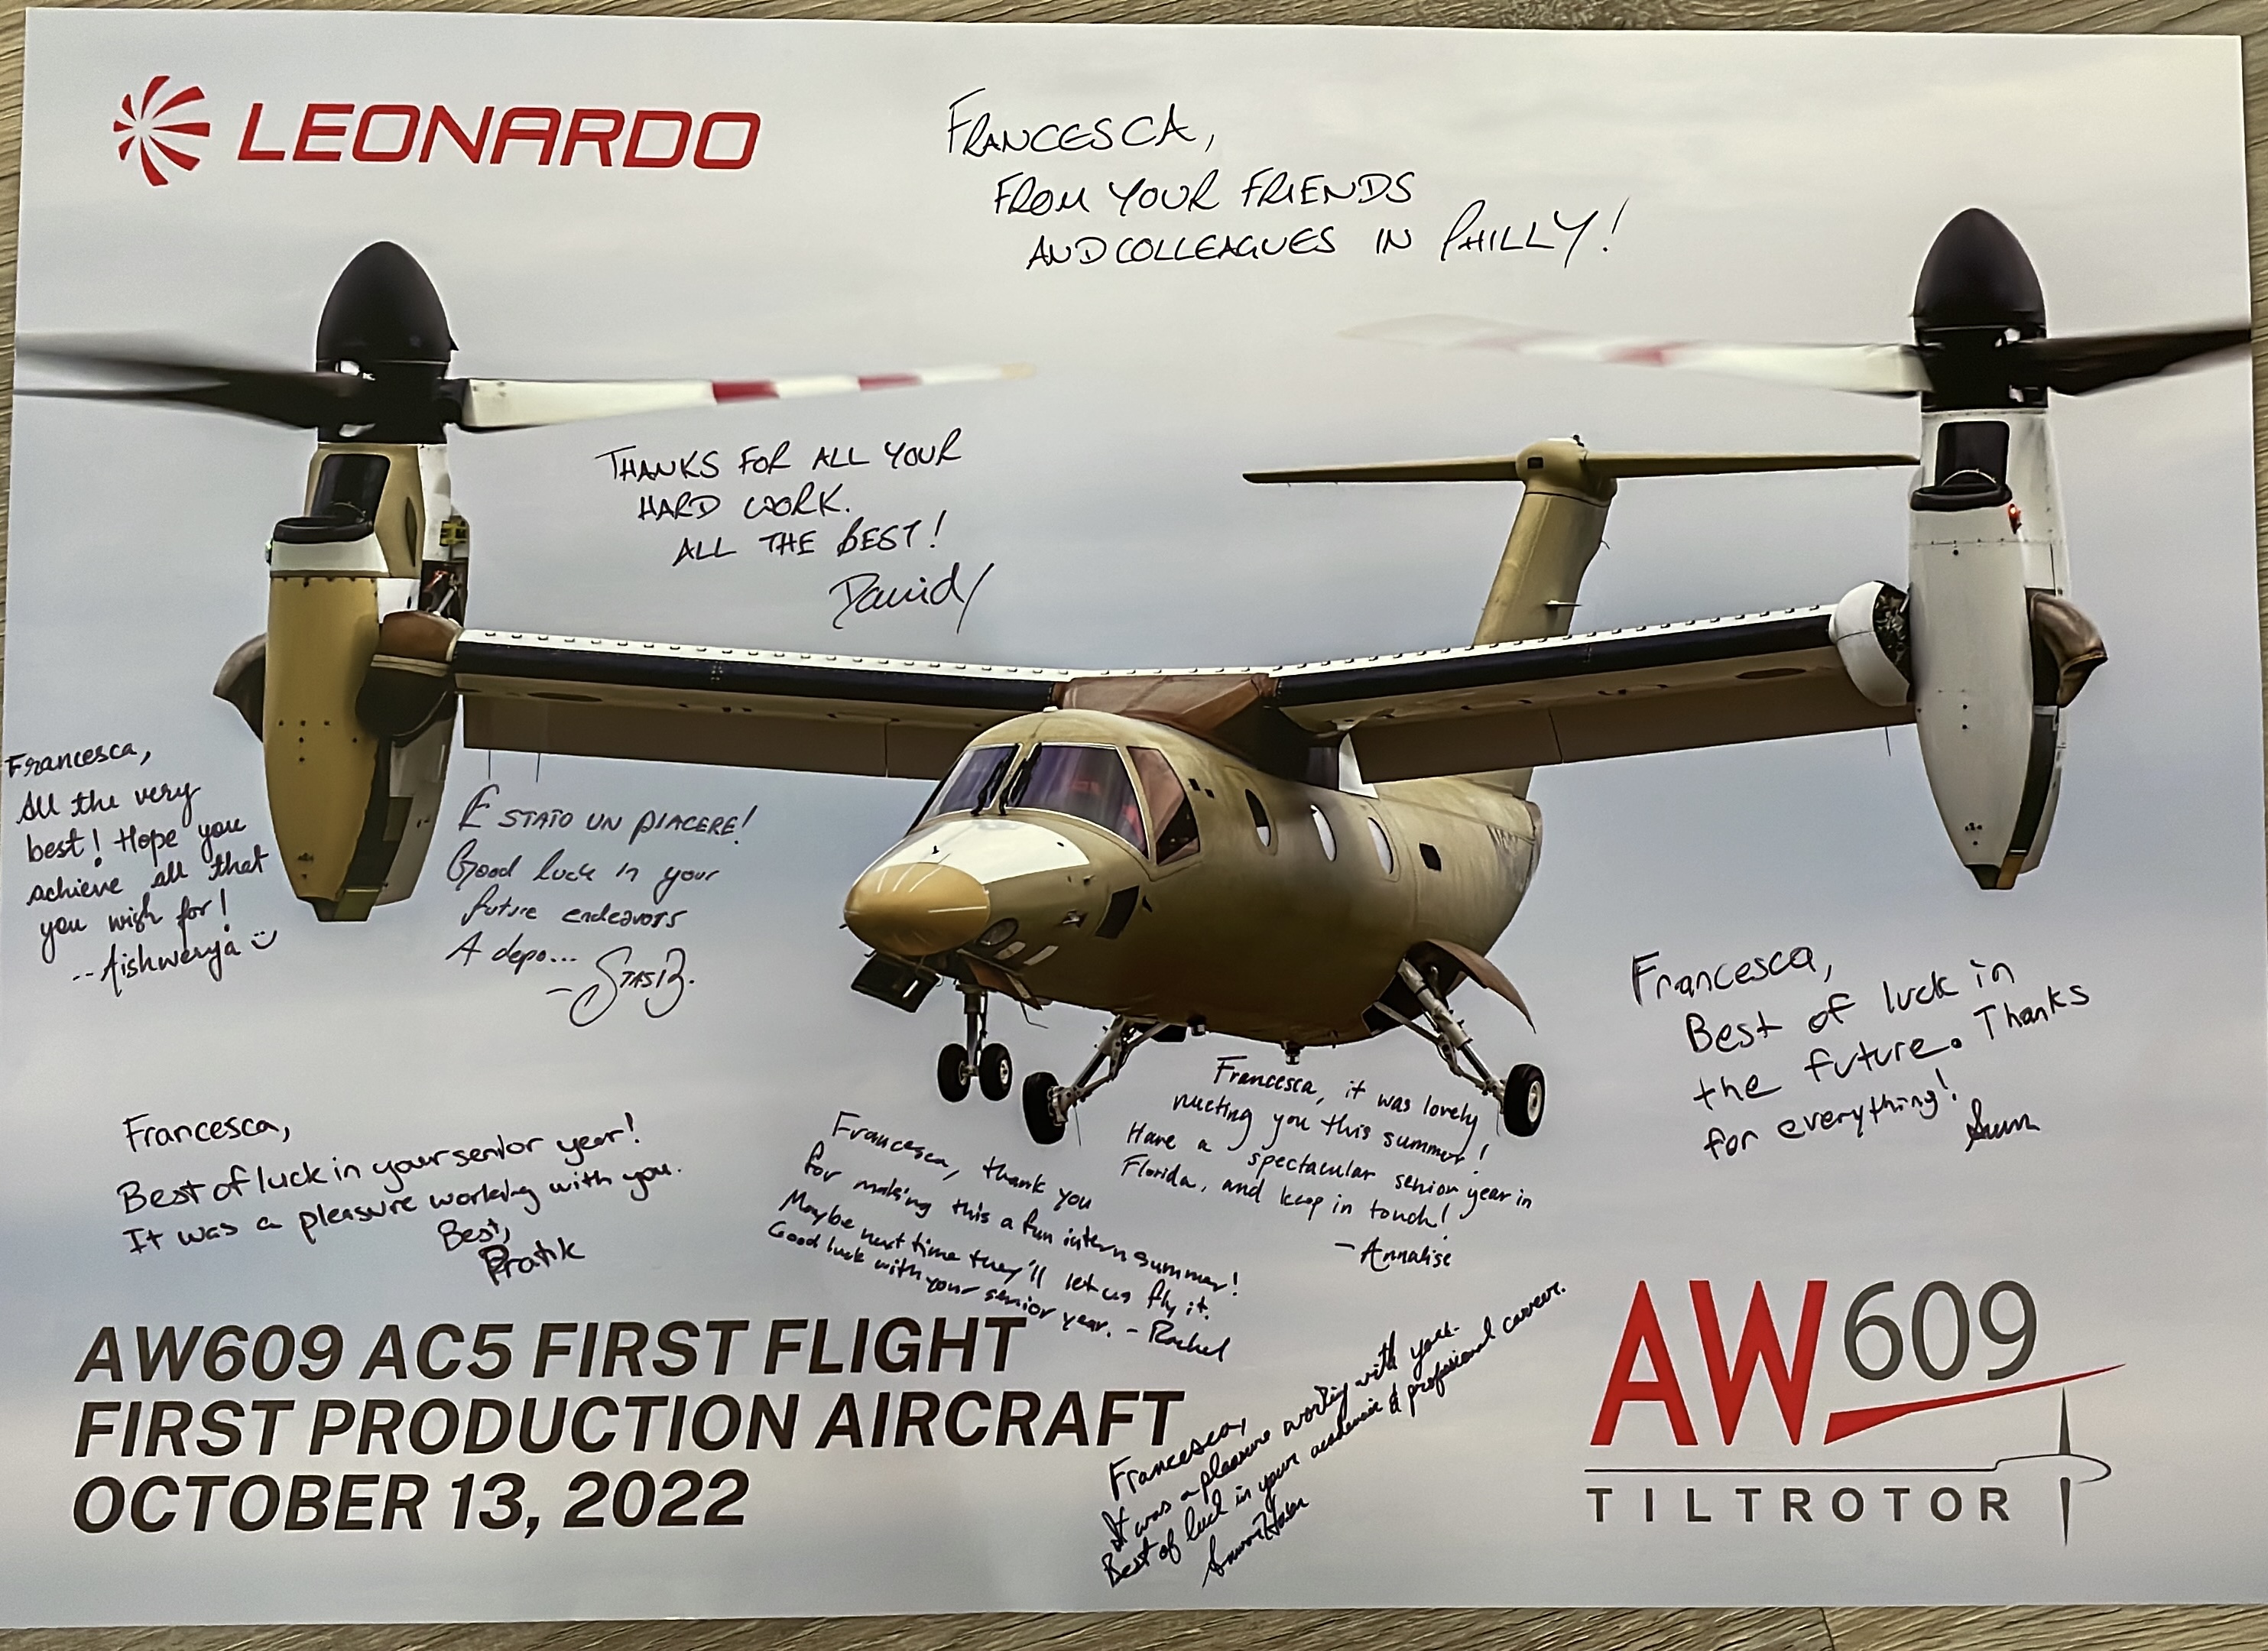 LEONARDO
FRANCESCA,
FROM YOUR FRIENDS
AND COLLEAGUES IN PHILLY!
THANKS FOR ALL YOUR
HARD WORK.
ALL THE BEST!
David
Francesca,
All the very
best! Hope you
achieve all that
you wish for!
--Aishwerya
È STATO UN PIACERE!
Good luck in your
future endeavors
A dopo...
- STASIZ.
Francesca,
Best of luck in
the future. Thanks
for everything!
Francesca,
Best of luck in your senior year!
It was a pleasure working with you.
Best,
Pratik
Francesca, it was lovely
meeting you this summer!
Have a spectacular senior year in
Florida, and keep in touch!
- Annalise
Francesca, thank you
for making this a fun intern summer!
Maybe next time they'll let us fly it.
Good luck with your senior year. - Rachel
Francesca,
It was a pleasure working with you.
Best of luck in your academic & professional career.
AW609 AC5 FIRST FLIGHT
FIRST PRODUCTION AIRCRAFT
OCTOBER 13, 2022
AW609
TILTROTOR